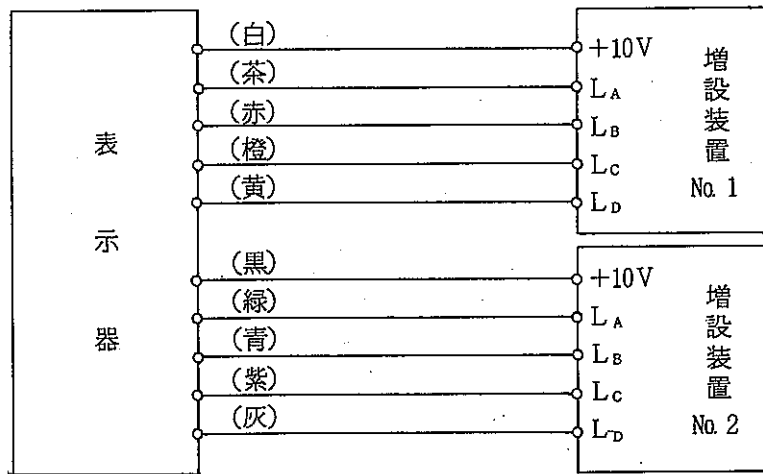 表示器
(白)
+10V
(茶)
LA
(赤)
LB
(橙)
LC
(黄)
LD
増設装置
No. 1
(黒)
+10V
(緑)
LA
(青)
LB
(紫)
LC
(灰)
LD
増設装置
No. 2